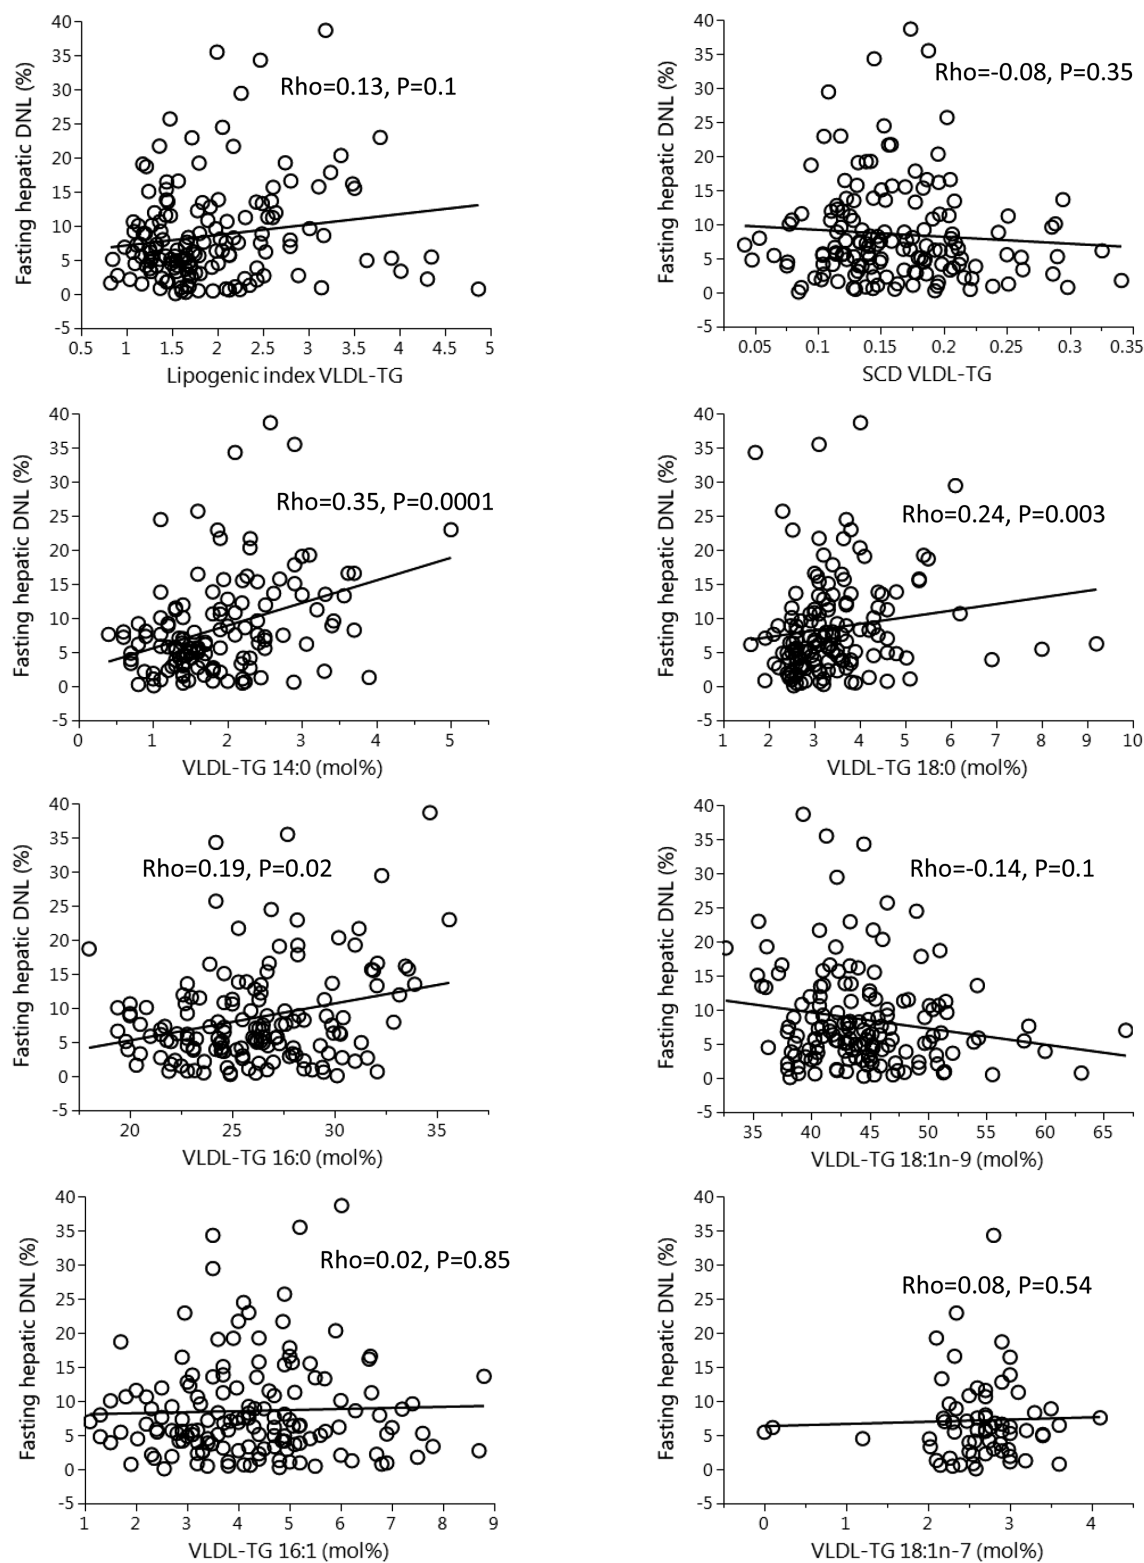 40
35
30
25
20
15
10
5
0
-5
Fasting hepatic DNL (%)
Rho=0.13, P=0.1
0.5 1 1.5 2 2.5 3 3.5 4 4.5 5
Lipogenic index VLDL-TG
40
35
30
25
20
15
10
5
0
-5
Fasting hepatic DNL (%)
Rho=-0.08, P=0.35
0.05 0.1 0.15 0.2 0.25 0.3 0.35
SCD VLDL-TG
40
35
30
25
20
15
10
5
0
-5
Fasting hepatic DNL (%)
Rho=0.35, P=0.0001
0 1 2 3 4 5
VLDL-TG 14:0 (mol%)
40
35
30
25
20
15
10
5
0
-5
Fasting hepatic DNL (%)
Rho=0.24, P=0.003
1 2 3 4 5 6 7 8 9 10
VLDL-TG 18:0 (mol%)
40
35
30
25
20
15
10
5
0
-5
Fasting hepatic DNL (%)
Rho=0.19, P=0.02
20 25 30 35
VLDL-TG 16:0 (mol%)
40
35
30
25
20
15
10
5
0
-5
Fasting hepatic DNL (%)
Rho=-0.14, P=0.1
35 40 45 50 55 60 65
VLDL-TG 18:1n-9 (mol%)
40
35
30
25
20
15
10
5
0
-5
Fasting hepatic DNL (%)
Rho=0.02, P=0.85
1 2 3 4 5 6 7 8 9
VLDL-TG 16:1 (mol%)
40
35
30
25
20
15
10
5
0
-5
Fasting hepatic DNL (%)
Rho=0.08, P=0.54
0 1 2 3 4
VLDL-TG 18:1n-7 (mol%)